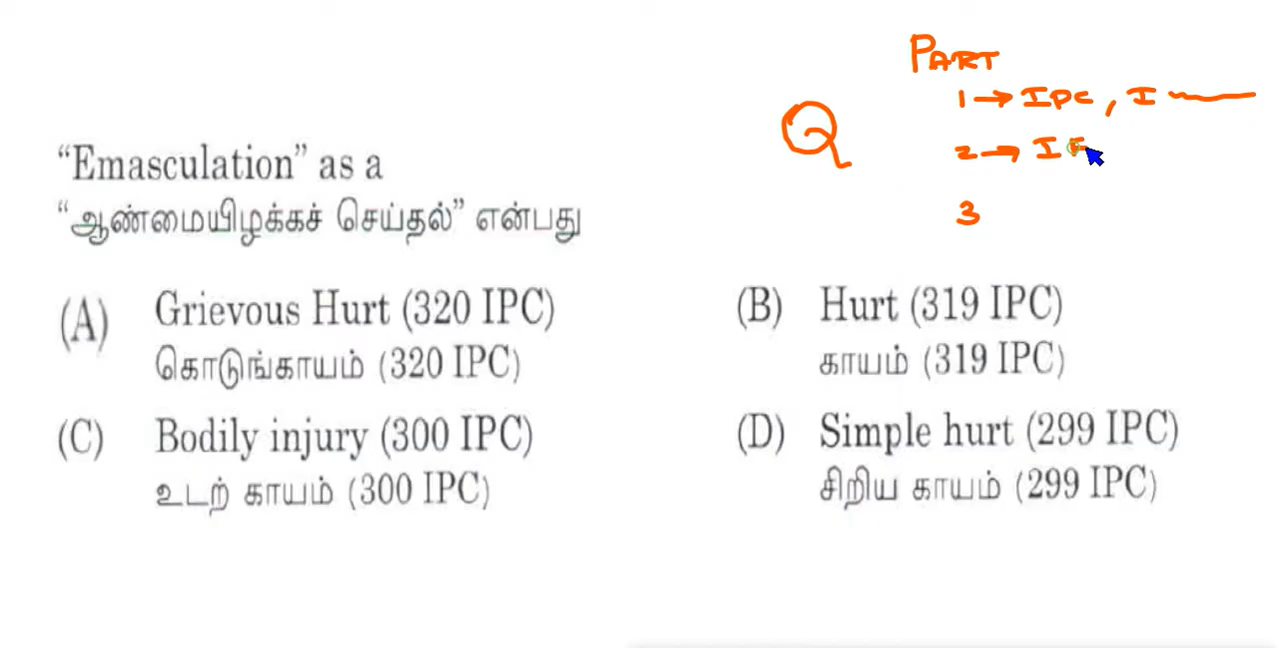 PART
1 → IPC, I
Q
2 → I
3
"Emasculation" as a
"ஆண்மையிழக்கச் செய்தல்" என்பது
(A) Grievous Hurt (320 IPC)
கொடுங்காயம் (320 IPC)
(B) Hurt (319 IPC)
காயம் (319 IPC)
(C) Bodily injury (300 IPC)
உடற் காயம் (300 IPC)
(D) Simple hurt (299 IPC)
சிறிய காயம் (299 IPC)